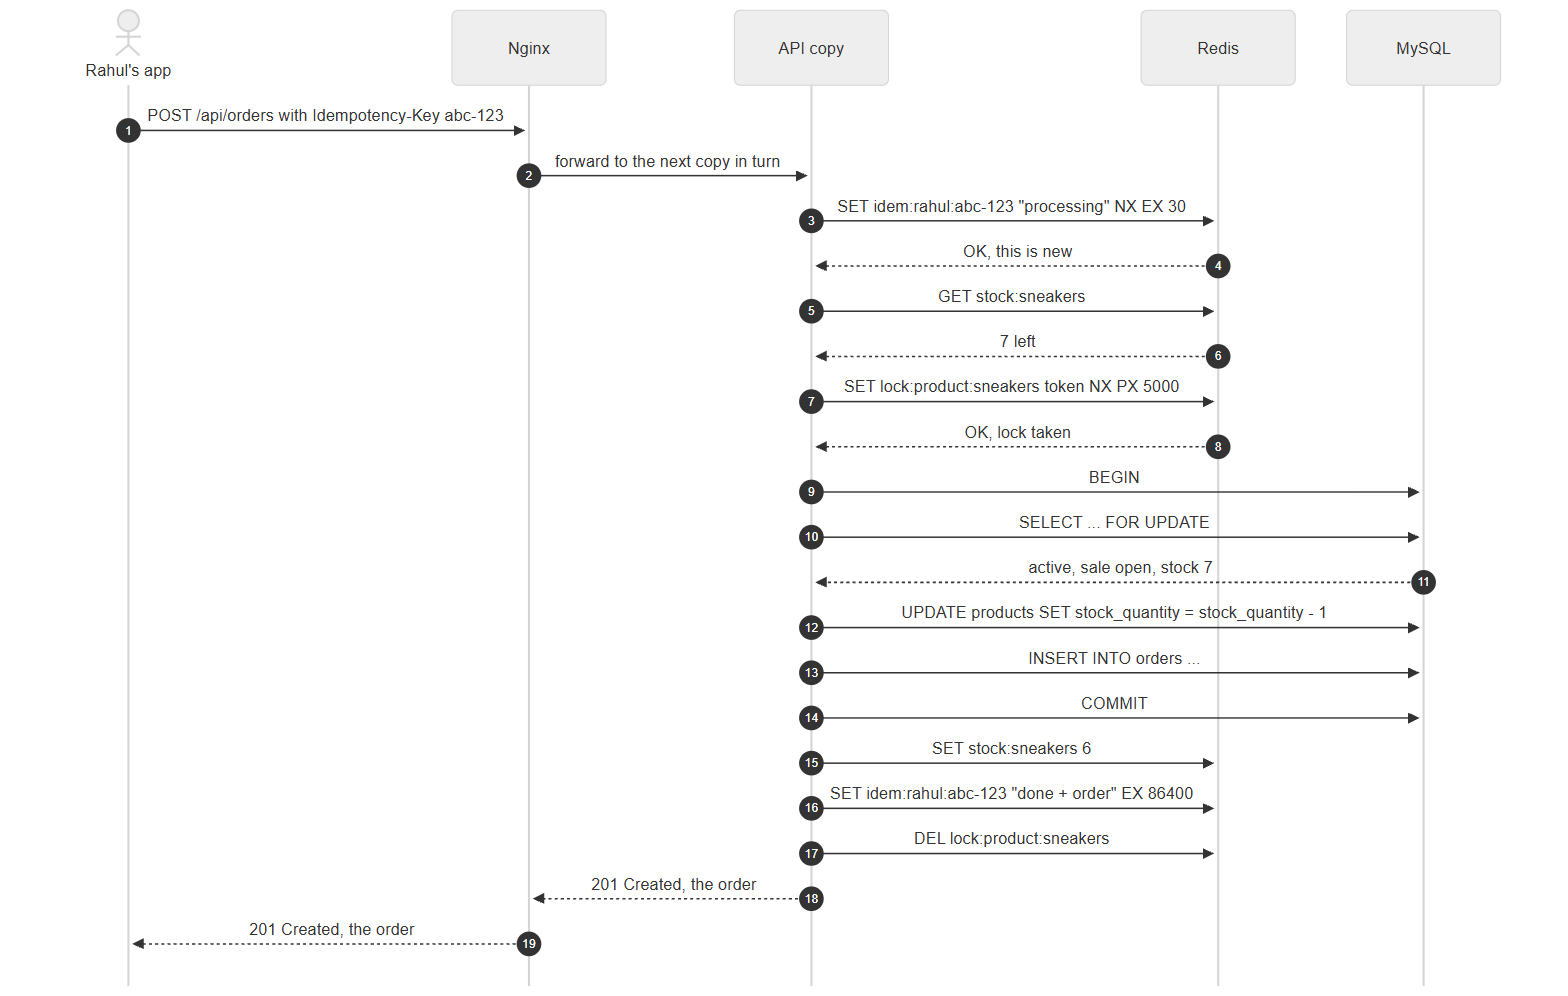 Rahul's app
Nginx
API copy
Redis
MySQL
POST /api/orders with Idempotency-Key abc-123
1
forward to the next copy in turn
2
SET idem:rahul:abc-123 "processing" NX EX 30
3
OK, this is new
4
GET stock:sneakers
5
7 left
6
SET lock:product:sneakers token NX PX 5000
7
OK, lock taken
8
BEGIN
9
SELECT ... FOR UPDATE
10
active, sale open, stock 7
11
UPDATE products SET stock_quantity = stock_quantity - 1
12
INSERT INTO orders ...
13
COMMIT
14
SET stock:sneakers 6
15
SET idem:rahul:abc-123 "done + order" EX 86400
16
DEL lock:product:sneakers
17
201 Created, the order
18
201 Created, the order
19